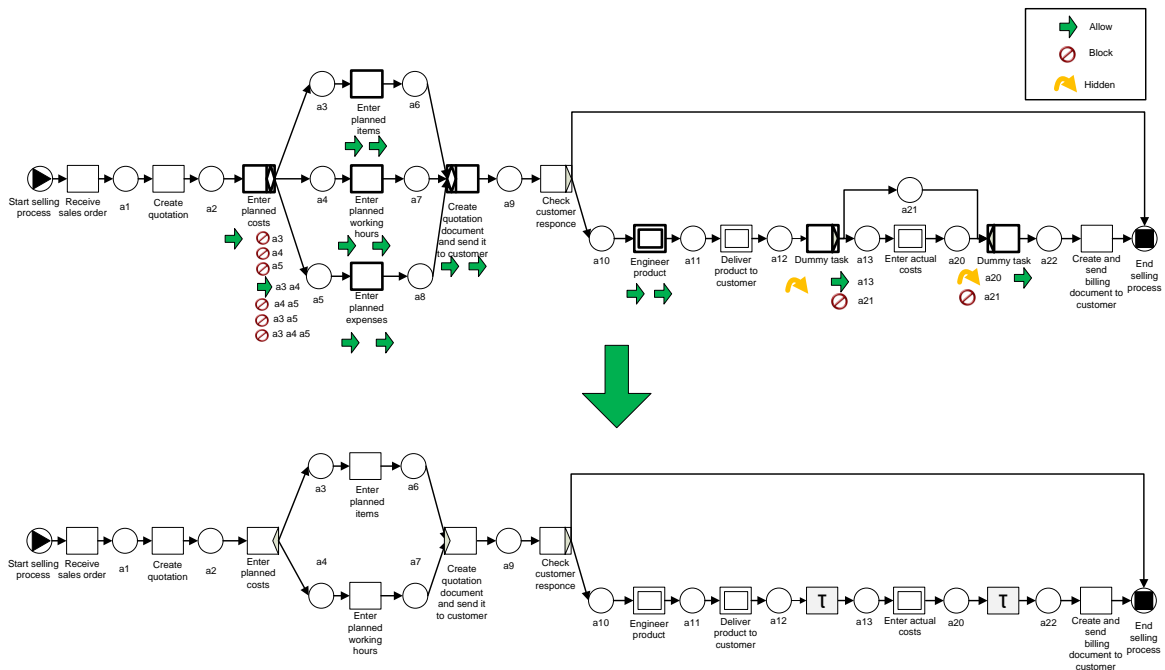 Allow
Block
Hidden
a3
Enter
planned
items
a6
Start selling
process
Receive
sales order
a1
Create
quotation
a2
Enter
planned
costs
a4
Enter
planned
working
hours
a7
Create
quotation
document
and send it
to customer
a9
Check
customer
responce
a3
a4
a5
a3 a4
a4 a5
a3 a5
a3 a4 a5
a5
Enter
planned
expenses
a8
a10
Engineer
product
a11
Deliver
product to
customer
a12
Dummy task
a13
a21
a13
Enter actual
costs
a21
a20
Dummy task
a20
a21
a22
Create and
send
billing
document to
customer
End
selling
process
a3
Enter
planned
items
a6
Start selling
process
Receive
sales order
a1
Create
quotation
a2
Enter
planned
costs
a4
Enter
planned
working
hours
a7
Create
quotation
document
and send it
to customer
a9
Check
customer
responce
a10
Engineer
product
a11
Deliver
product to
customer
a12
τ
a13
Enter actual
costs
a20
τ
a22
Create and
send
billing
document to
customer
End
selling
process